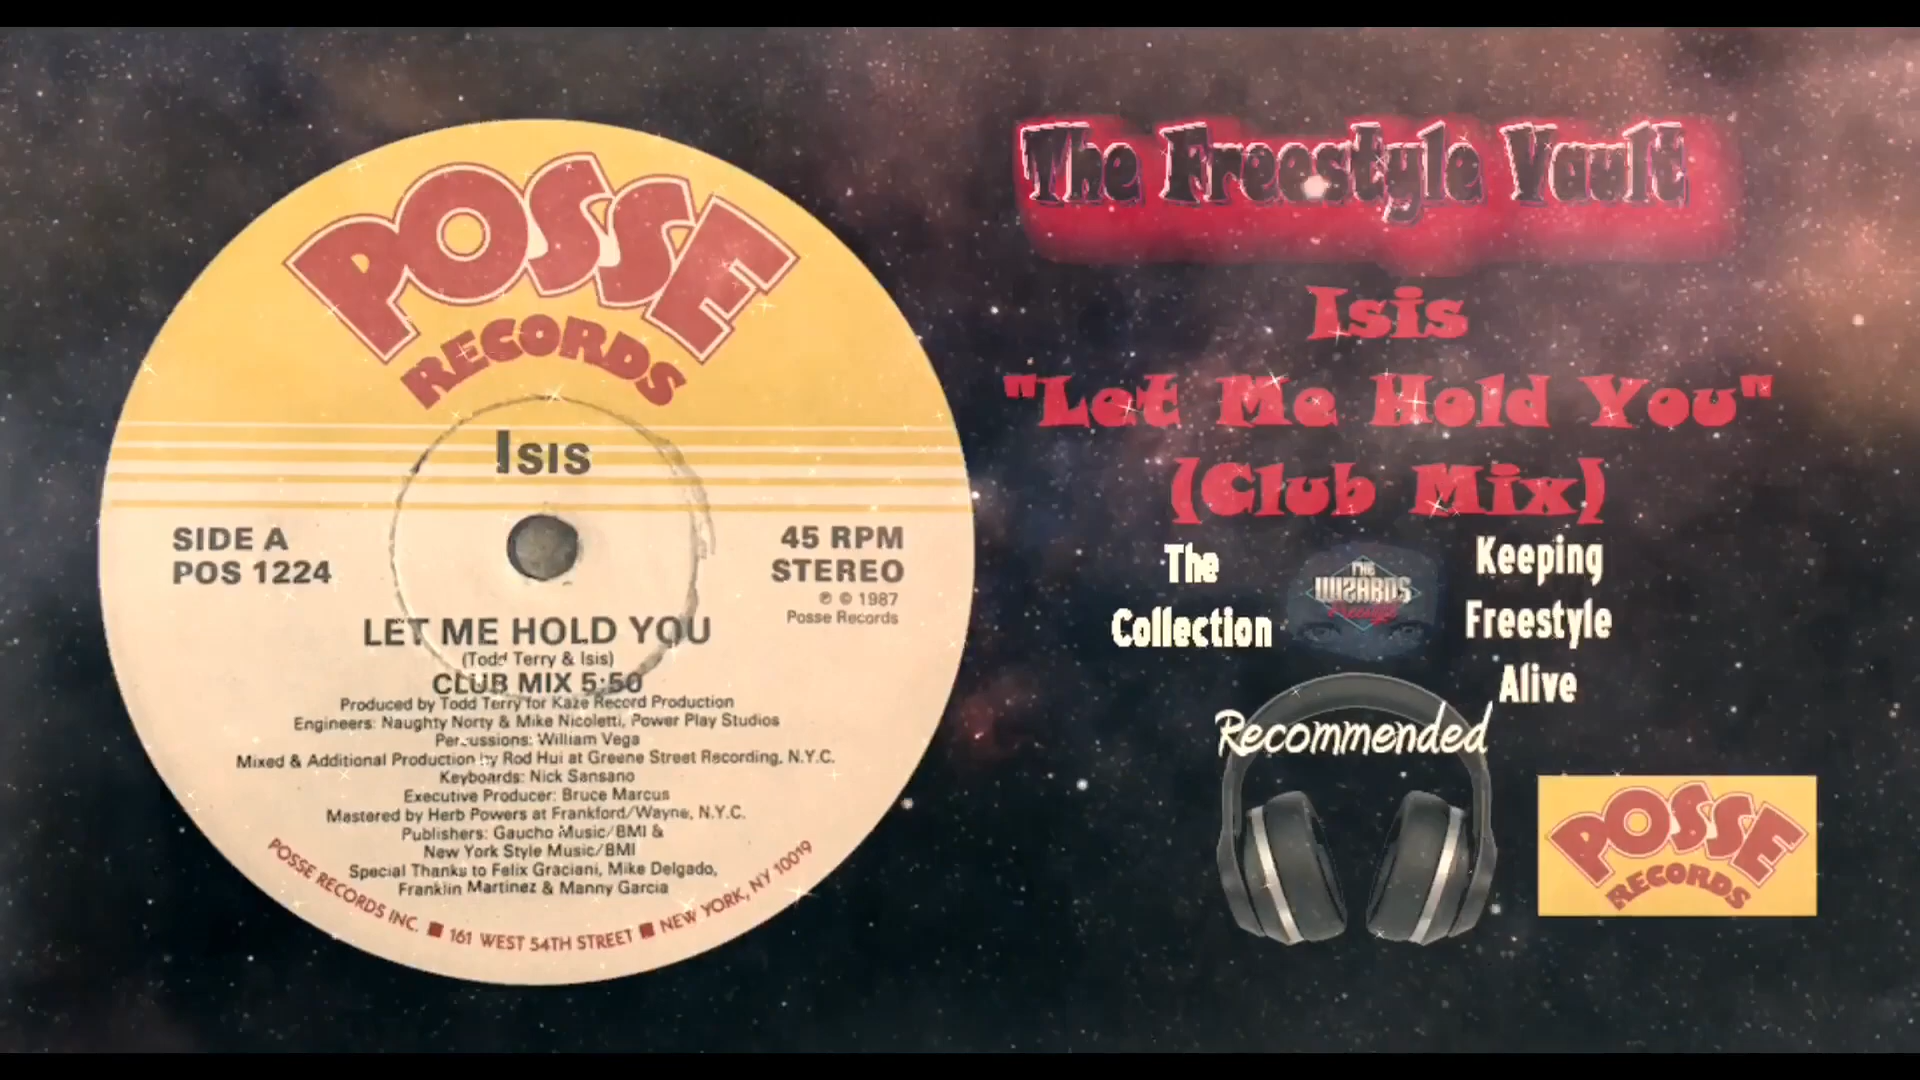 POSSE
RECORDS
Isis
SIDE A
POS 1224
45 RPM
STEREO
℗ © 1987
Posse Records
LET ME HOLD YOU
(Todd Terry & Isis)
CLUB MIX 5:50
Produced by Todd Terry for Kaze Record Production
Engineers: Naughty Norty & Mike Nicoletti, Power Play Studios
Percussions: William Vega
Mixed & Additional Production by Rod Hui at Greene Street Recording, N.Y.C.
Keyboards: Nick Sansano
Executive Producer: Bruce Marcus
Mastered by Herb Powers at Frankford/Wayne, N.Y.C.
Publishers: Gaucho Music/BMI &
New York Style Music/BMI
Special Thanks to Felix Graciani, Mike Delgado,
Franklin Martinez & Manny Garcia
POSSE RECORDS INC. ■ 161 WEST 54TH STREET ■ NEW YORK, NY 10019
The Freestyle Vault
Isis
"Let Me Hold You"
(Club Mix)
The
Collection
THE
WIZARDS
Freestyle
Keeping
Freestyle
Alive
Recommended
POSSE
RECORDS